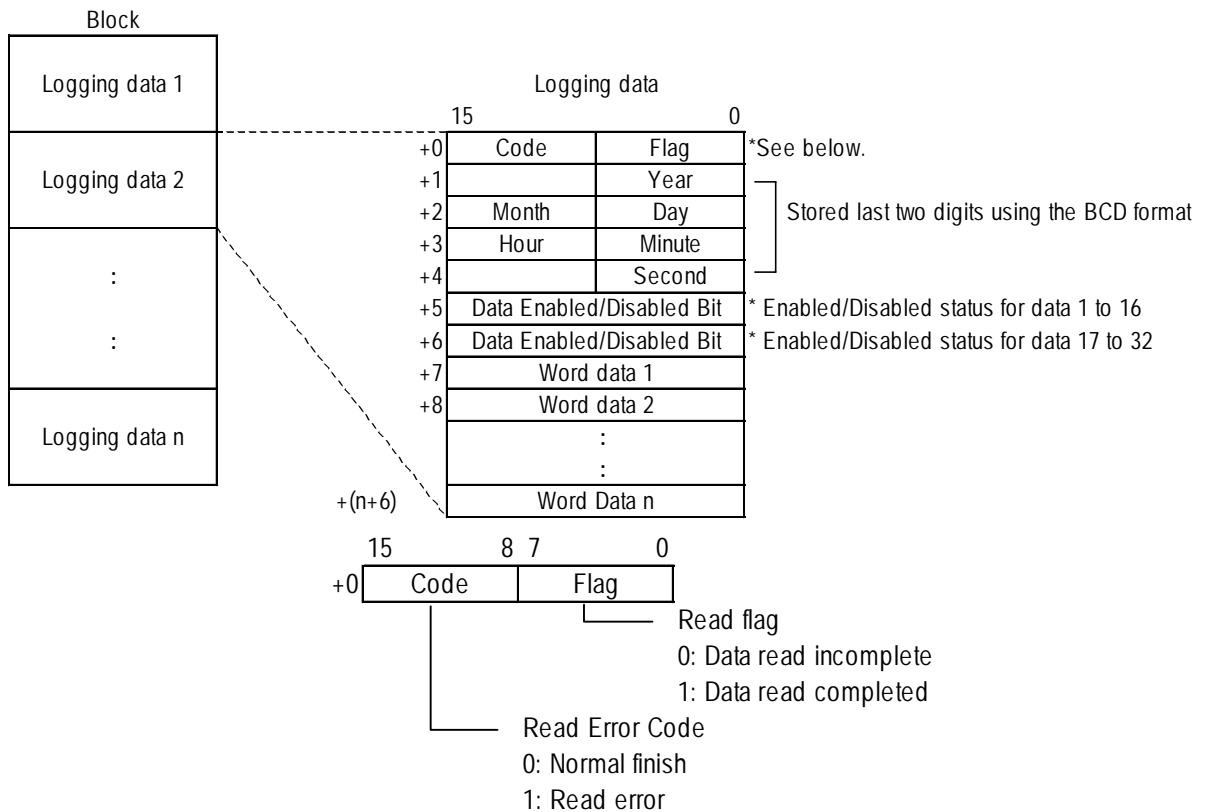 Block
Logging data 1
Logging data 2
:
:
Logging data n
Logging data
15 0
+0 Code Flag *See below.
+1 Year
+2 Month Day Stored last two digits using the BCD format
+3 Hour Minute
+4 Second
+5 Data Enabled/Disabled Bit * Enabled/Disabled status for data 1 to 16
+6 Data Enabled/Disabled Bit * Enabled/Disabled status for data 17 to 32
+7 Word data 1
+8 Word data 2
:
:
+(n+6) Word Data n
15 8 7 0
+0 Code Flag
Read flag
0: Data read incomplete
1: Data read completed
Read Error Code
0: Normal finish
1: Read error